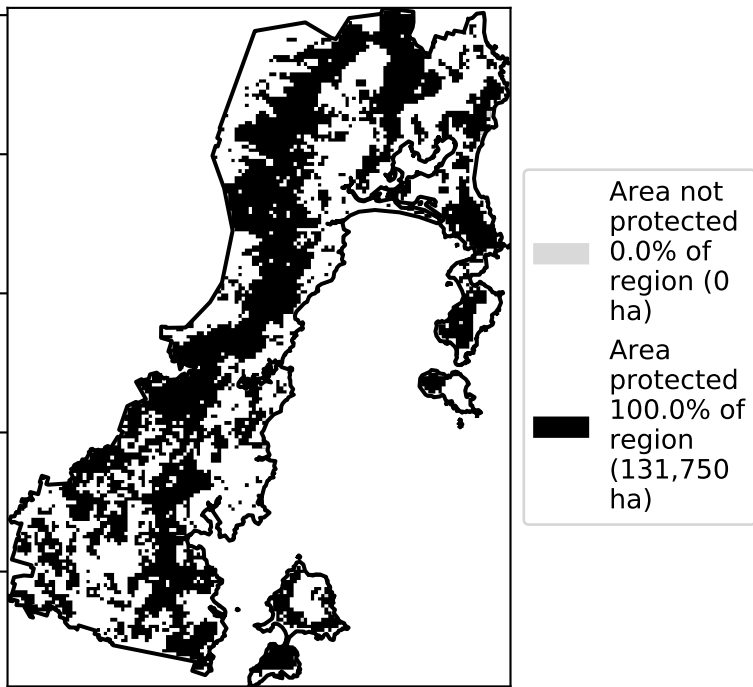 Area not
protected
0.0% of
region (0
ha)
Area
protected
100.0% of
region
(131,750
ha)